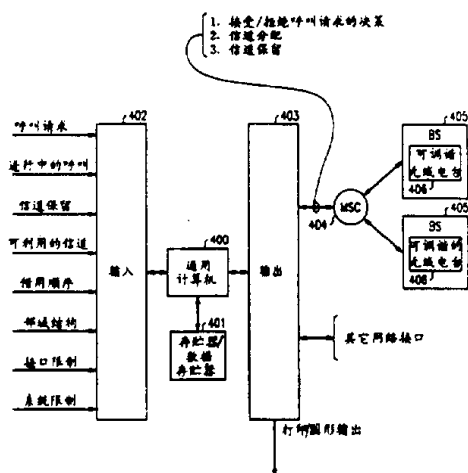 1. 接受/拒绝呼叫请求的决策
2. 信道分配
3. 信道保留
402
403
405
呼叫请求
进行中的呼叫
信道保留
可利用的信道
借用顺序
部域结构
接口限制
系统限制
输入
400
通用
计算机
401
存贮器/
数据
存贮器
输出
404
MSC
BS
可调谐
无线电台
406
405
BS
可调谐的
无线电台
406
其它网络接口
打印图形输出